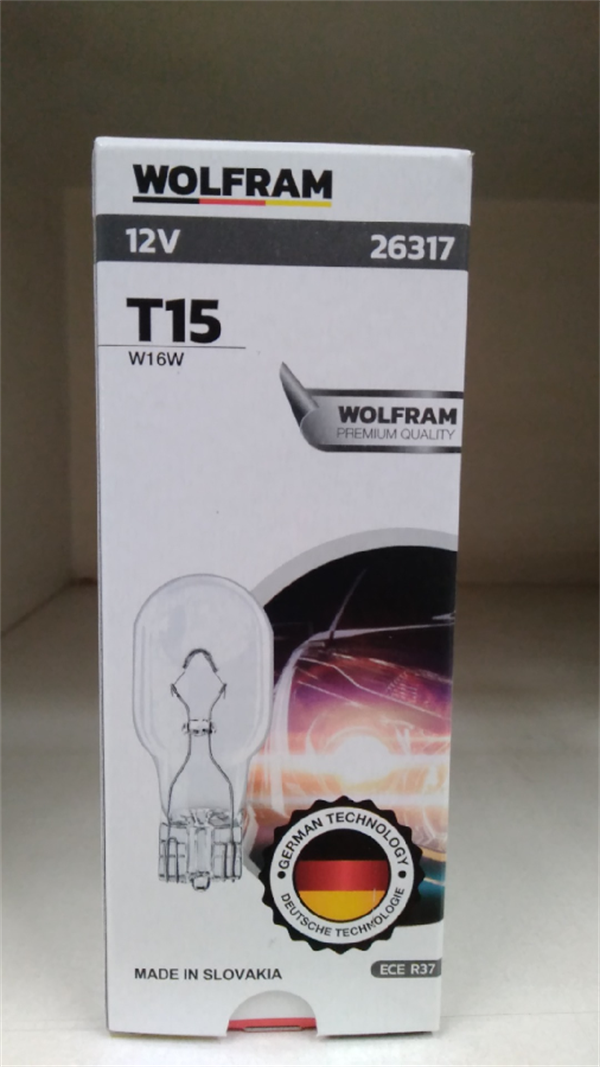 WOLFRAM
12V 26317
T15
W16W
WOLFRAM
PREMIUM QUALITY
GERMAN TECHNOLOGY
DEUTSCHE TECHNOLOGIE
MADE IN SLOVAKIA
ECE R37